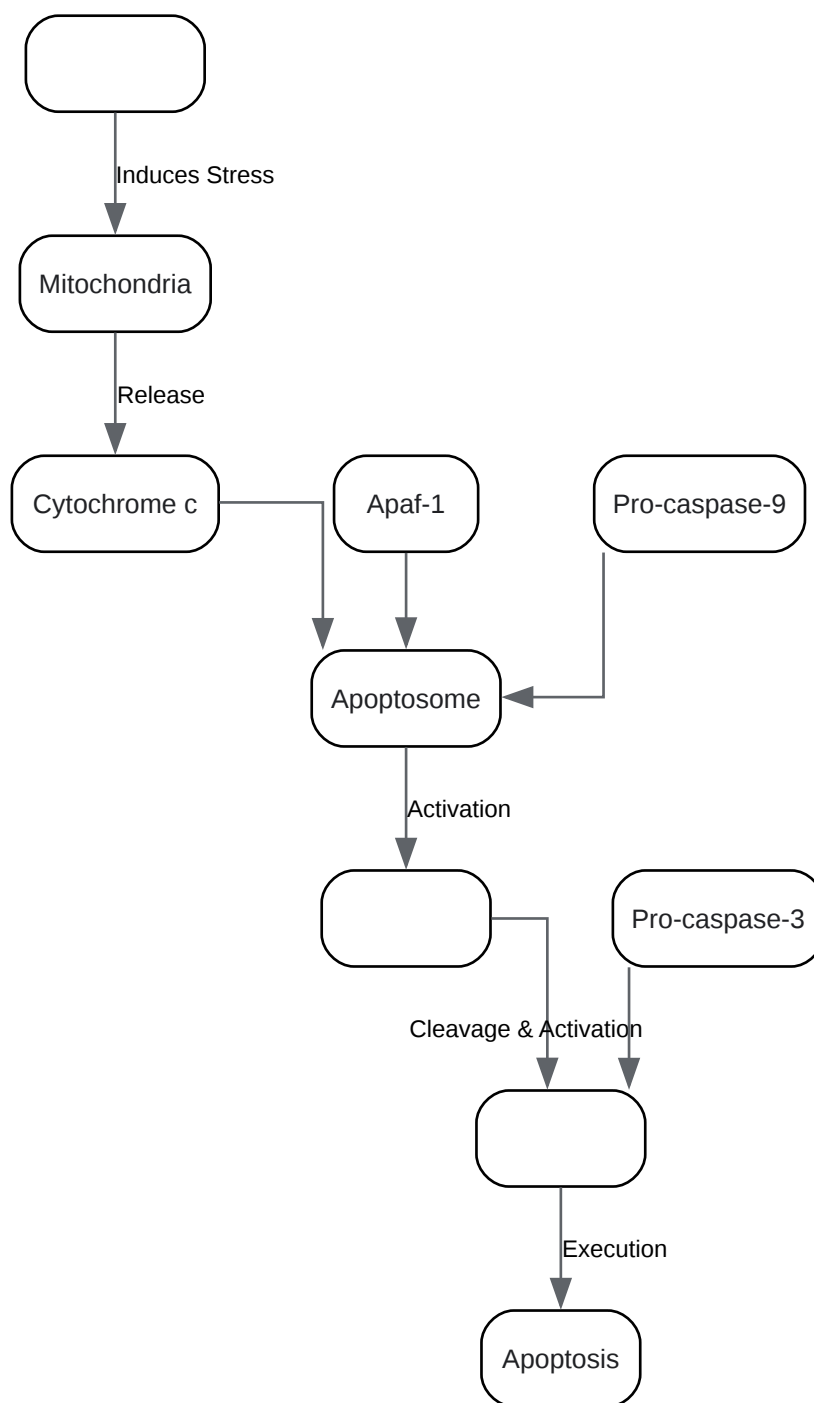 Induces Stress
Mitochondria
Release
Cytochrome c
Apaf-1
Pro-caspase-9
Apoptosome
Activation
Pro-caspase-3
Cleavage & Activation
Execution
Apoptosis